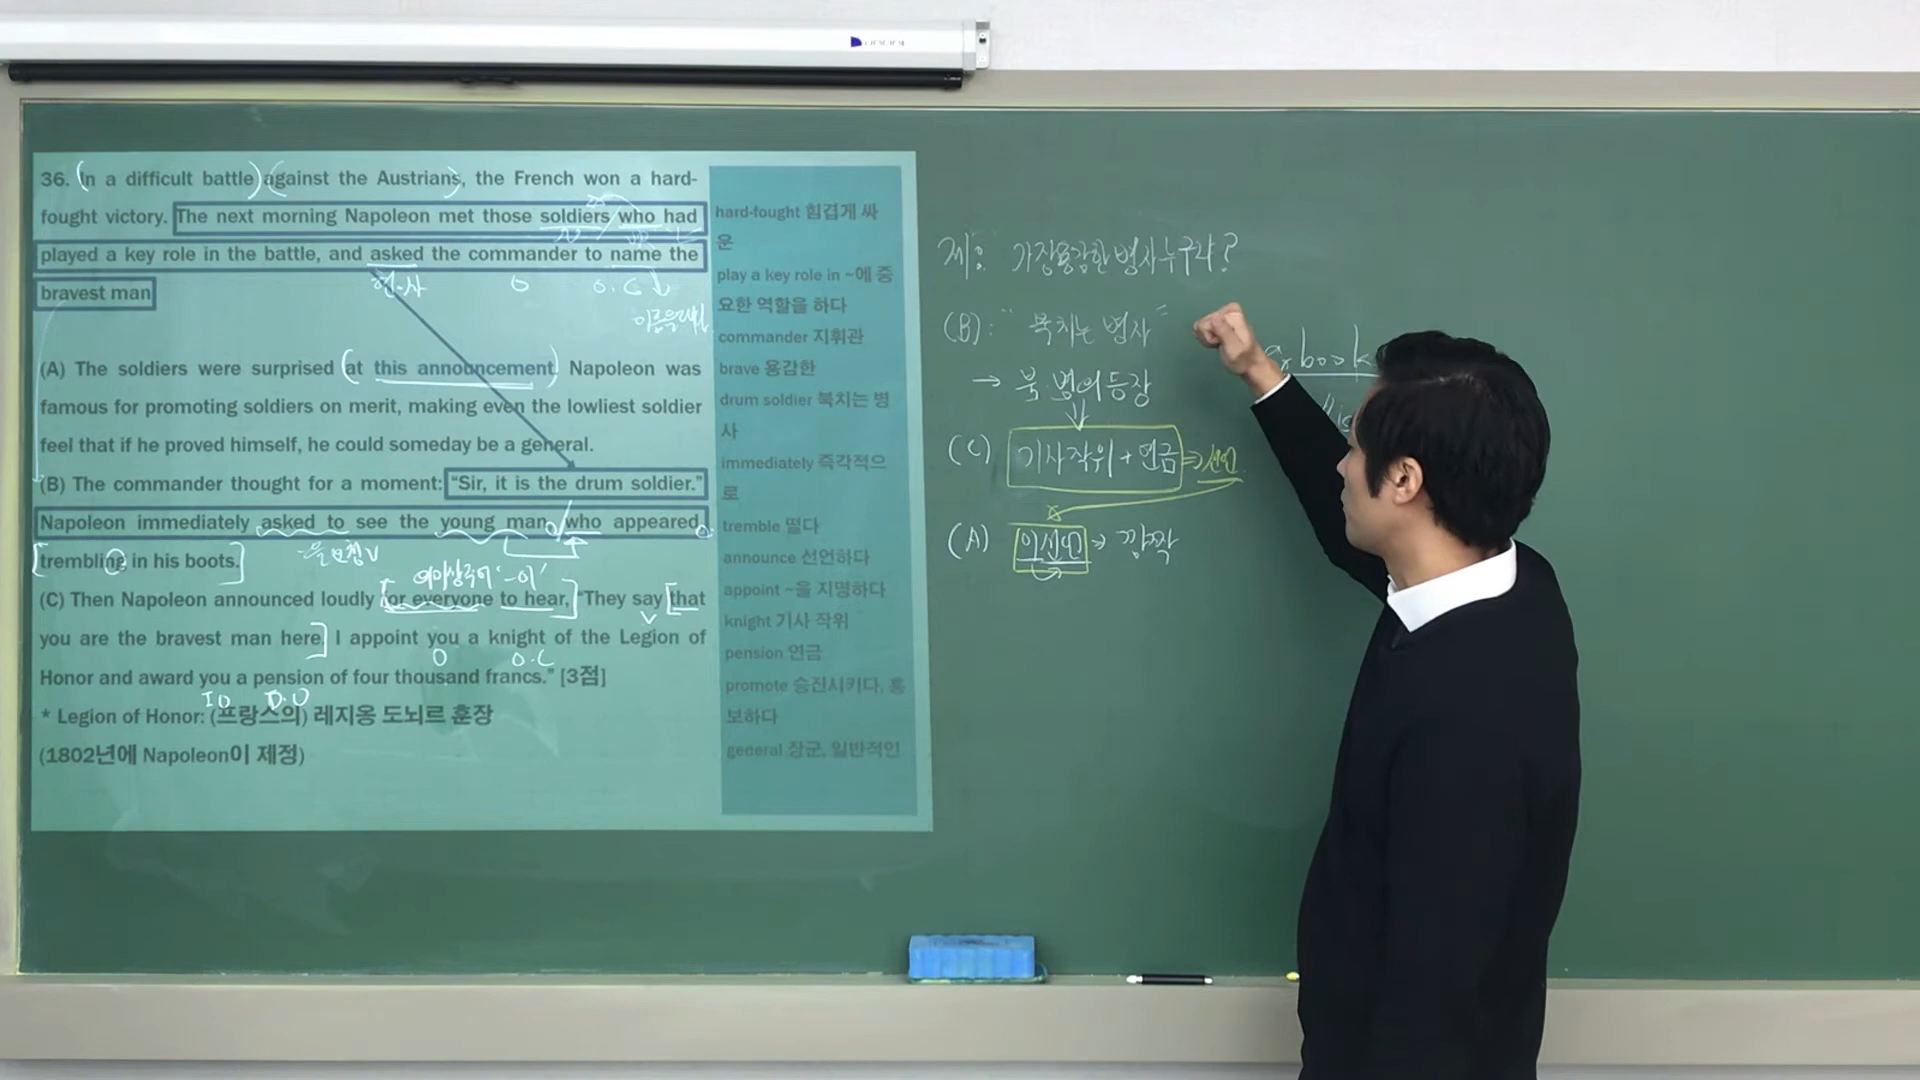 36. In a difficult battle against the Austrians, the French won a hard-
fought victory. The next morning Napoleon met those soldiers who had
played a key role in the battle, and asked the commander to name the
bravest man
O
O.C
(A) The soldiers were surprised at this announcement Napoleon was
famous for promoting soldiers on merit, making even the lowliest soldier
feel that if he proved himself, he could someday be a general.
(B) The commander thought for a moment: “Sir, it is the drum soldier.”
Napoleon immediately asked to see the young man, who appeared
trembling in his boots.
(C) Then Napoleon announced loudly for everyone to hear, “They say that
V
you are the bravest man here. I appoint you a knight of the Legion of
O
O.C
Honor and award you a pension of four thousand francs.” [3점]
I.O
D.O
* Legion of Honor: (프랑스의) 레지옹 도뇌르 훈장
(1802년에 Napoleon이 제정)
hard-fought 힘겹게 싸
운
play a key role in ~에 중
요한 역할을 하다
commander 지휘관
brave 용감한
drum soldier 북치는 병
사
immediately 즉각적으
로
tremble 떨다
announce 선언하다
appoint ~을 지명하다
knight 기사 작위
pension 연금
promote 승진시키다, 홍
보하다
general 장군, 일반적인
제: 가장용감한 병사누구냐?
(B): “북치는 병사”
→ 북.병의 등장
(C) 기사작위 + 연금 ⇒ 선언
(A) 이선언 → 깜짝
a book